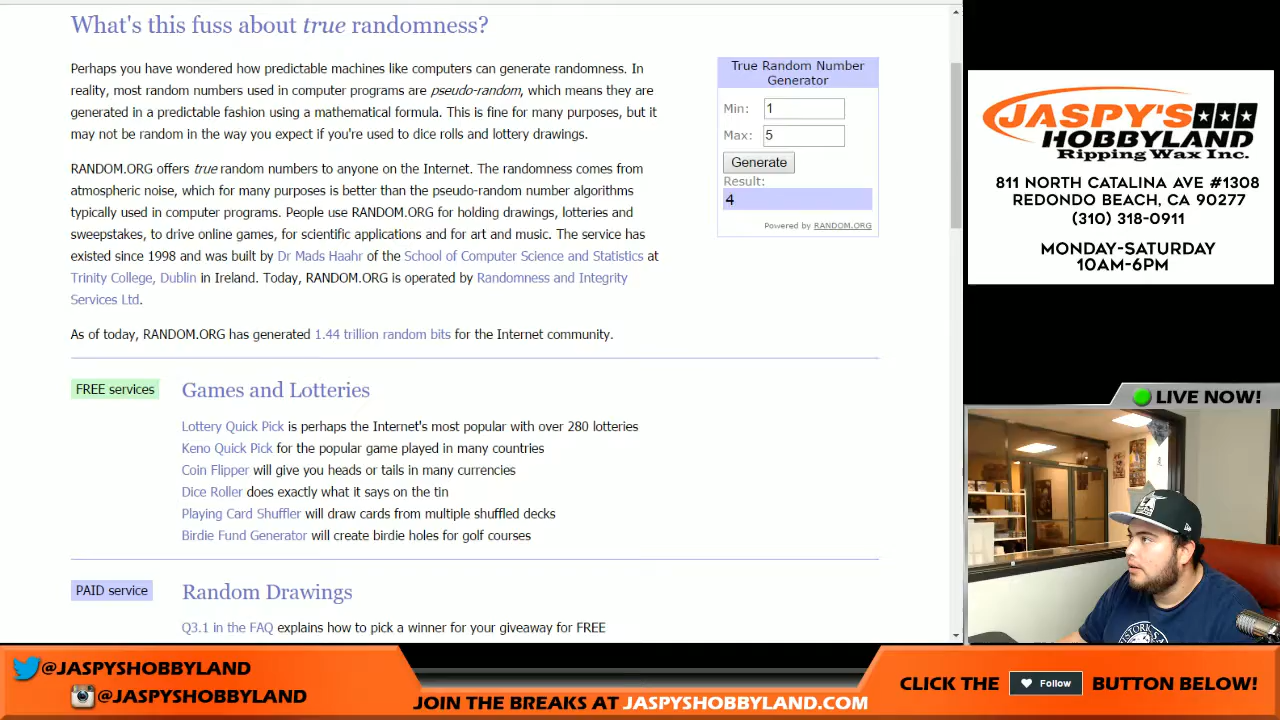 What's this fuss about true randomness?
Perhaps you have wondered how predictable machines like computers can generate randomness. In
reality, most random numbers used in computer programs are pseudo-random, which means they are
generated in a predictable fashion using a mathematical formula. This is fine for many purposes, but it
may not be random in the way you expect if you're used to dice rolls and lottery drawings.
RANDOM.ORG offers true random numbers to anyone on the Internet. The randomness comes from
atmospheric noise, which for many purposes is better than the pseudo-random number algorithms
typically used in computer programs. People use RANDOM.ORG for holding drawings, lotteries and
sweepstakes, to drive online games, for scientific applications and for art and music. The service has
existed since 1998 and was built by Dr Mads Haahr of the School of Computer Science and Statistics at
Trinity College, Dublin in Ireland. Today, RANDOM.ORG is operated by Randomness and Integrity
Services Ltd.
As of today, RANDOM.ORG has generated 1.44 trillion random bits for the Internet community.
True Random Number
Generator
Min: 1
Max: 5
Generate
Result:
4
Powered by RANDOM.ORG
FREE services
Games and Lotteries
Lottery Quick Pick is perhaps the Internet's most popular with over 280 lotteries
Keno Quick Pick for the popular game played in many countries
Coin Flipper will give you heads or tails in many currencies
Dice Roller does exactly what it says on the tin
Playing Card Shuffler will draw cards from multiple shuffled decks
Birdie Fund Generator will create birdie holes for golf courses
PAID service
Random Drawings
Q3.1 in the FAQ explains how to pick a winner for your giveaway for FREE
JASPY'S
HOBBYLAND
Ripping Wax Inc.
811 NORTH CATALINA AVE #1308
REDONDO BEACH, CA 90277
(310) 318-0911
MONDAY-SATURDAY
10AM-6PM
LIVE NOW!
@JASPYSHOBBYLAND
@JASPYSHOBBYLAND
JOIN THE BREAKS AT JASPYSHOBBYLAND.COM
CLICK THE Follow BUTTON BELOW!